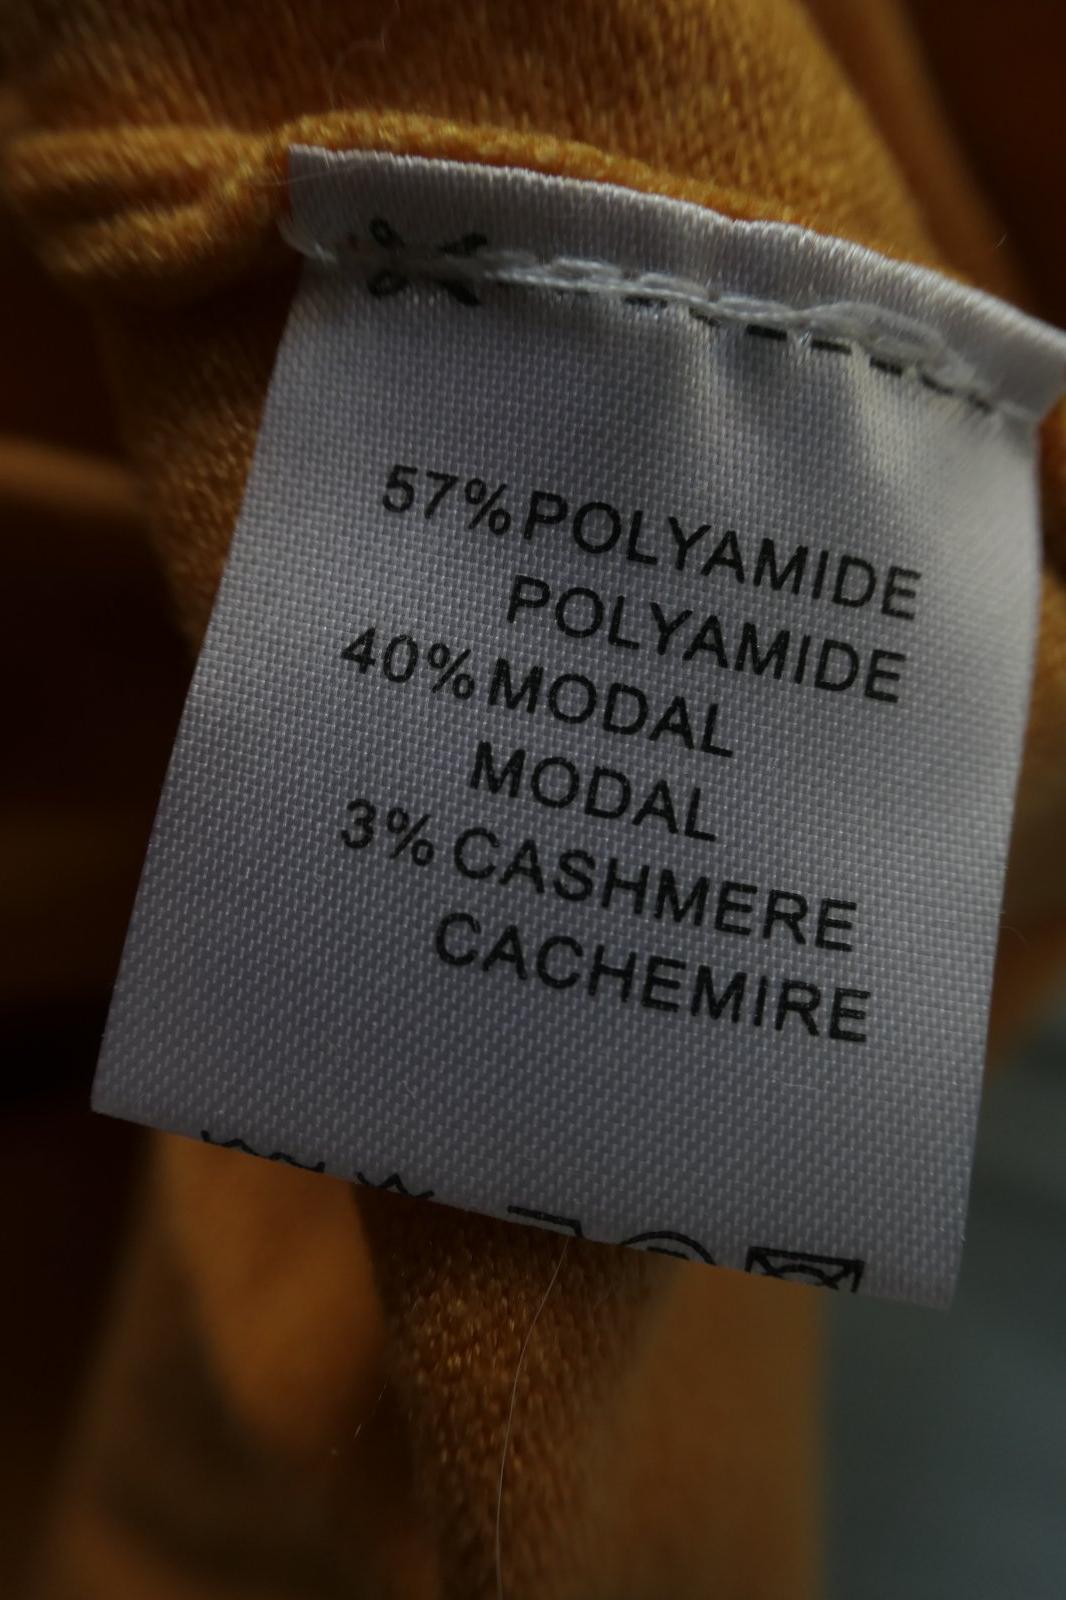 57%POLYAMIDE
POLYAMIDE
40%MODAL
MODAL
3%CASHMERE
CACHEMIRE